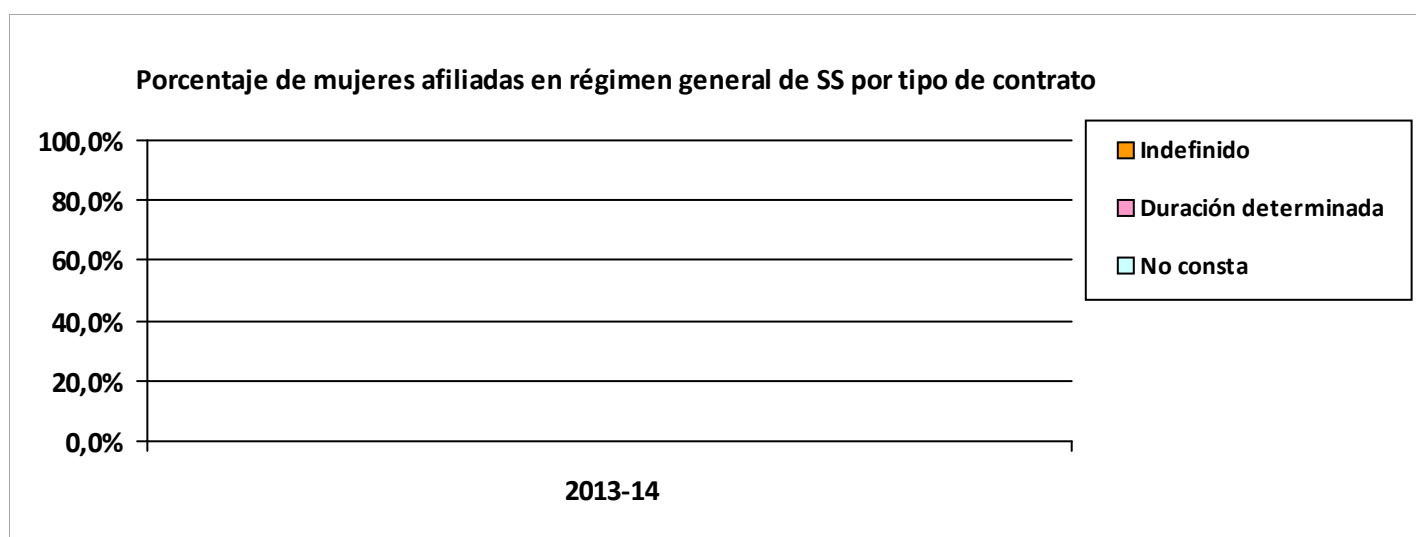 Porcentaje de mujeres afiliadas en régimen general de SS por tipo de contrato
100,0%
80,0%
60,0%
40,0%
20,0%
0,0%
2013-14
Indefinido
Duración determinada
No consta